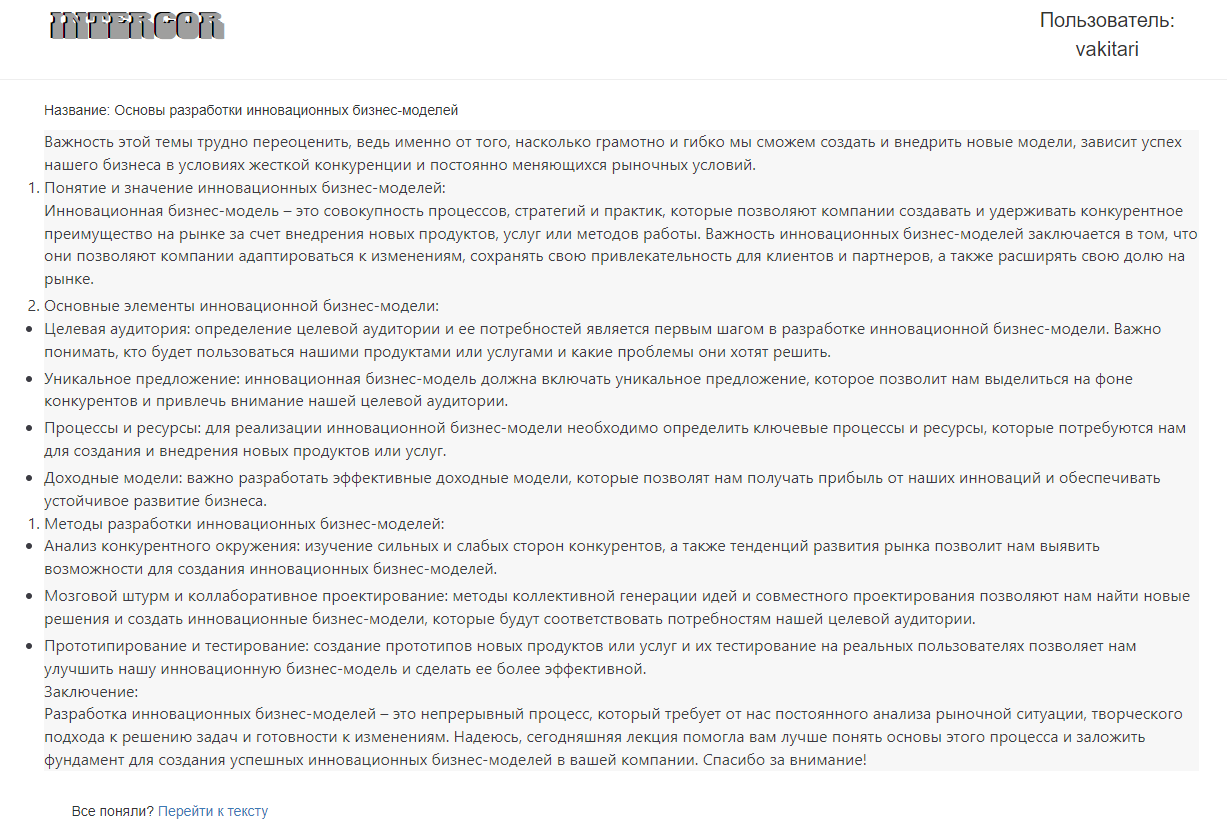 INTERCOR
Пользователь:
vakitari
Название: Основы разработки инновационных бизнес-моделей
Важность этой темы трудно переоценить, ведь именно от того, насколько грамотно и гибко мы сможем создать и внедрить новые модели, зависит успех
нашего бизнеса в условиях жесткой конкуренции и постоянно меняющихся рыночных условий.
1. Понятие и значение инновационных бизнес-моделей:
Инновационная бизнес-модель – это совокупность процессов, стратегий и практик, которые позволяют компании создавать и удерживать конкурентное
преимущество на рынке за счет внедрения новых продуктов, услуг или методов работы. Важность инновационных бизнес-моделей заключается в том, что
они позволяют компании адаптироваться к изменениям, сохранять свою привлекательность для клиентов и партнеров, а также расширять свою долю на
рынке.
2. Основные элементы инновационной бизнес-модели:
• Целевая аудитория: определение целевой аудитории и ее потребностей является первым шагом в разработке инновационной бизнес-модели. Важно
понимать, кто будет пользоваться нашими продуктами или услугами и какие проблемы они хотят решить.
• Уникальное предложение: инновационная бизнес-модель должна включать уникальное предложение, которое позволит нам выделиться на фоне
конкурентов и привлечь внимание нашей целевой аудитории.
• Процессы и ресурсы: для реализации инновационной бизнес-модели необходимо определить ключевые процессы и ресурсы, которые потребуются нам
для создания и внедрения новых продуктов или услуг.
• Доходные модели: важно разработать эффективные доходные модели, которые позволят нам получать прибыль от наших инноваций и обеспечивать
устойчивое развитие бизнеса.
1. Методы разработки инновационных бизнес-моделей:
• Анализ конкурентного окружения: изучение сильных и слабых сторон конкурентов, а также тенденций развития рынка позволит нам выявить
возможности для создания инновационных бизнес-моделей.
• Мозговой штурм и коллаборативное проектирование: методы коллективной генерации идей и совместного проектирования позволяют нам найти новые
решения и создать инновационные бизнес-модели, которые будут соответствовать потребностям нашей целевой аудитории.
• Прототипирование и тестирование: создание прототипов новых продуктов или услуг и их тестирование на реальных пользователях позволяет нам
улучшить нашу инновационную бизнес-модель и сделать ее более эффективной.
Заключение:
Разработка инновационных бизнес-моделей – это непрерывный процесс, который требует от нас постоянного анализа рыночной ситуации, творческого
подхода к решению задач и готовности к изменениям. Надеюсь, сегодняшняя лекция помогла вам лучше понять основы этого процесса и заложить
фундамент для создания успешных инновационных бизнес-моделей в вашей компании. Спасибо за внимание!
Все поняли? Перейти к тексту